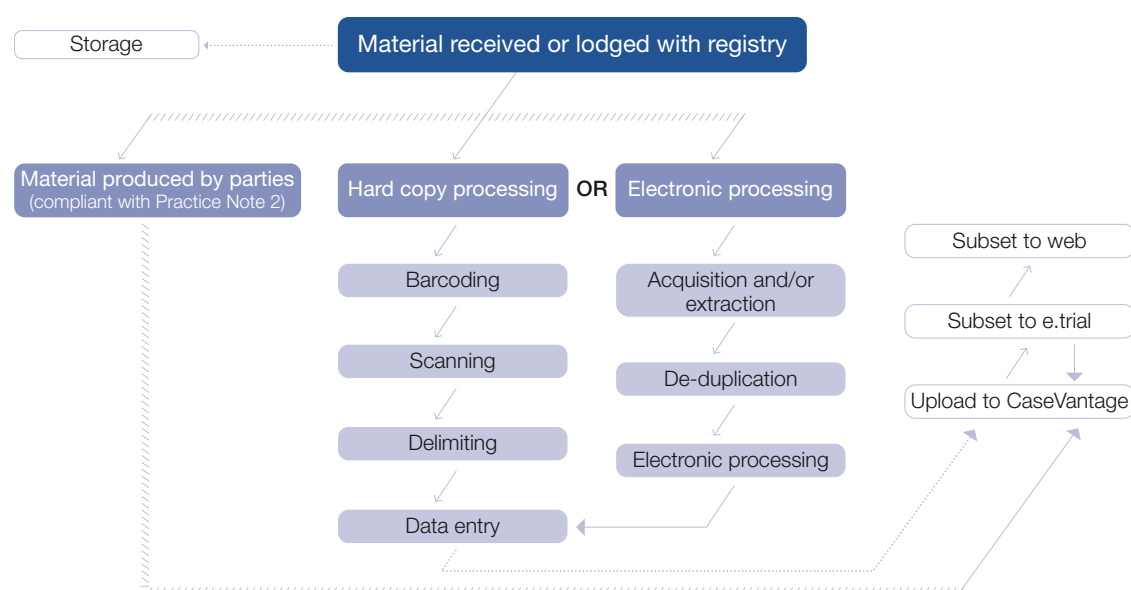 Storage
Material received or lodged with registry
Material produced by parties
(compliant with Practice Note 2)
Hard copy processing
OR
Electronic processing
Barcoding
Scanning
Delimiting
Data entry
Acquisition and/or
extraction
De-duplication
Electronic processing
Subset to web
Subset to e.trial
Upload to CaseVantage